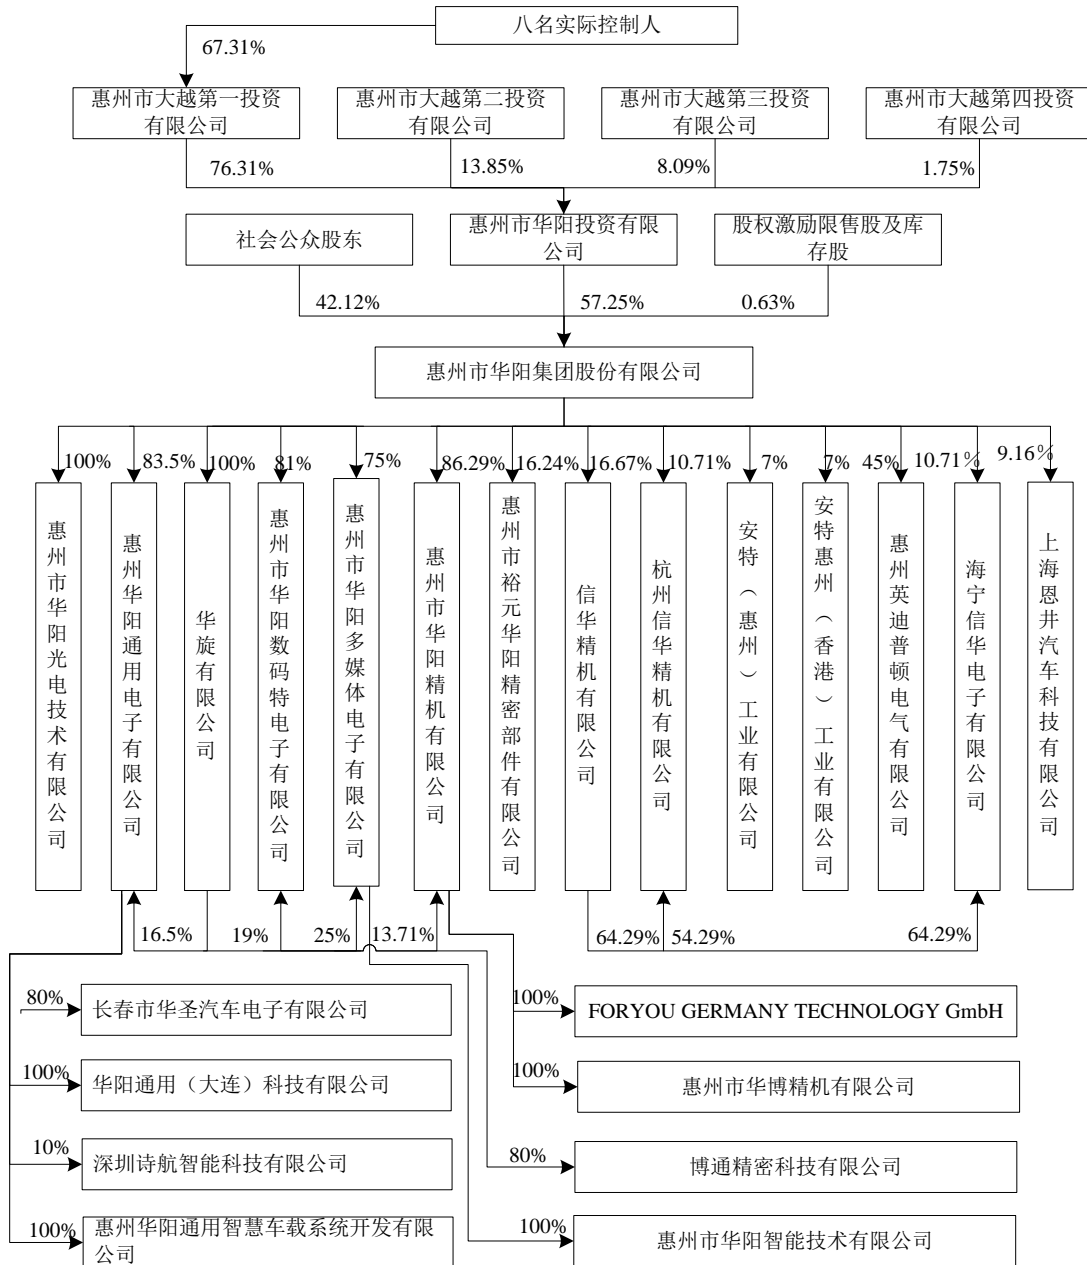 八名实际控制人
67.31%
惠州市大越第一投资
有限公司
惠州市大越第二投资
有限公司
惠州市大越第三投资
有限公司
惠州市大越第四投资
有限公司
76.31%
13.85%
8.09%
1.75%
社会公众股东
惠州市华阳投资有限
公司
股权激励限售股及库
存股
42.12%
57.25%
0.63%
惠州市华阳集团股份有限公司
100%
83.5%
100%
81%
75%
86.29%
16.24%
16.67%
10.71%
7%
7%
45%
10.71%
9.16%
惠州市华阳光电技术有限公司
惠州华阳通用电子有限公司
华旋有限公司
惠州市华阳数码特电子有限公司
惠州市华阳多媒体电子有限公司
惠州市华阳精机有限公司
惠州市裕元华阳精密部件有限公司
信华精机有限公司
杭州信华精机有限公司
安特（惠州）工业有限公司
安特惠州（香港）工业有限公司
惠州英迪普顿电气有限公司
海宁信华电子有限公司
上海恩井汽车科技有限公司
16.5%
19%
25%
13.71%
64.29%
54.29%
64.29%
80%
长春市华圣汽车电子有限公司
100%
FORYOU GERMANY TECHNOLOGY GmbH
100%
华阳通用（大连）科技有限公司
100%
惠州市华博精机有限公司
10%
深圳诗航智能科技有限公司
80%
博通精密科技有限公司
100%
惠州华阳通用智慧车载系统开发有限
公司
100%
惠州市华阳智能技术有限公司